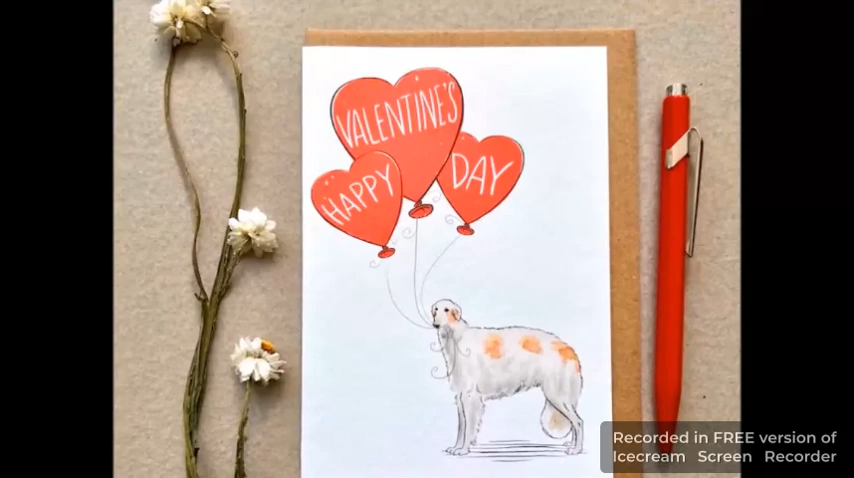 HAPPY
VALENTINE'S
DAY
Recorded in FREE version of
Icecream Screen Recorder